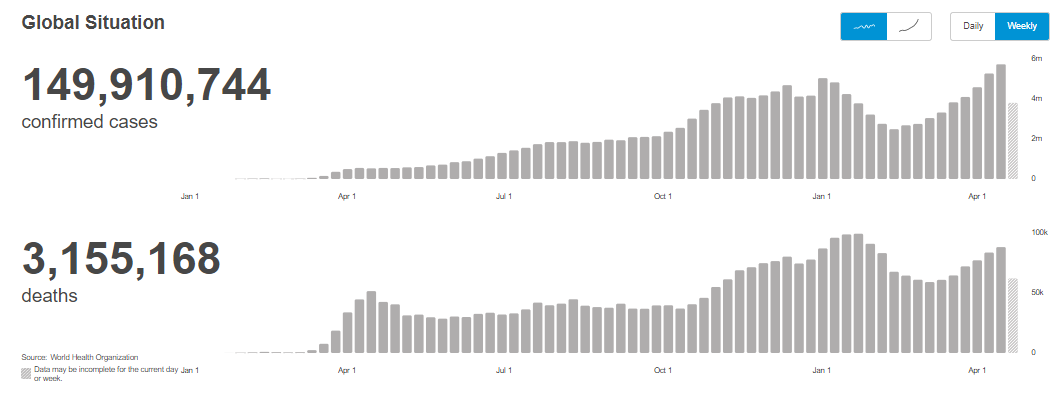 Global Situation
Daily
Weekly
149,910,744
confirmed cases
6m
4m
2m
0
Jan 1
Apr 1
Jul 1
Oct 1
Jan 1
Apr 1
3,155,168
deaths
100k
50k
0
Jan 1
Apr 1
Jul 1
Oct 1
Jan 1
Apr 1
Source: World Health Organization
Data may be incomplete for the current day
or week.